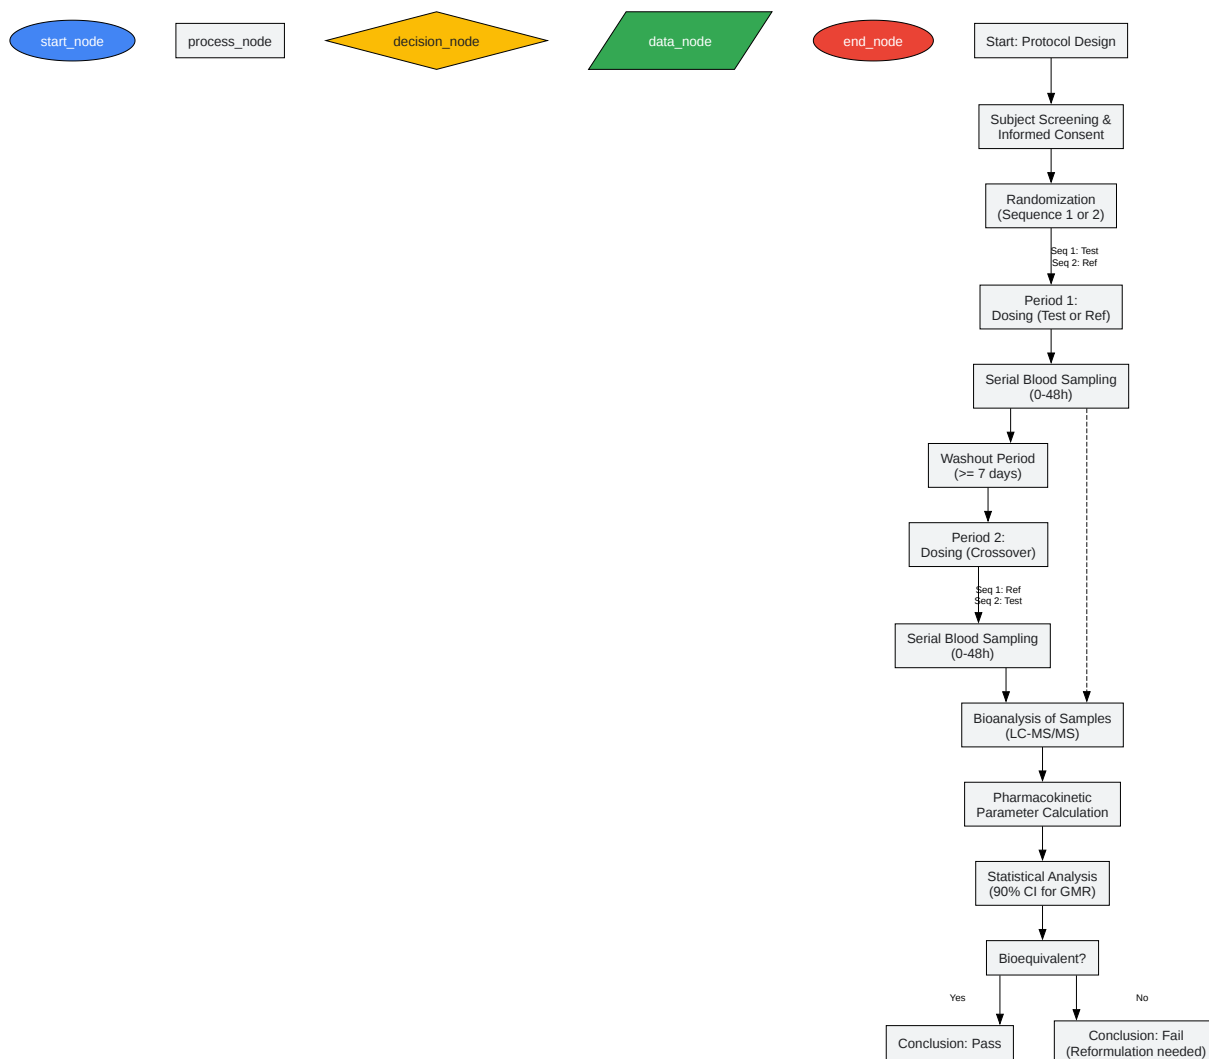 start_node
process_node
decision_node
data_node
end_node
Start: Protocol Design
Subject Screening &
Informed Consent
Randomization
(Sequence 1 or 2)
Seq 1: Test
Seq 2: Ref
Period 1:
Dosing (Test or Ref)
Serial Blood Sampling
(0-48h)
Washout Period
(>= 7 days)
Period 2:
Dosing (Crossover)
Seq 1: Ref
Seq 2: Test
Serial Blood Sampling
(0-48h)
Bioanalysis of Samples
(LC-MS/MS)
Pharmacokinetic
Parameter Calculation
Statistical Analysis
(90% CI for GMR)
Bioequivalent?
Yes
No
Conclusion: Pass
Conclusion: Fail
(Reformulation needed)